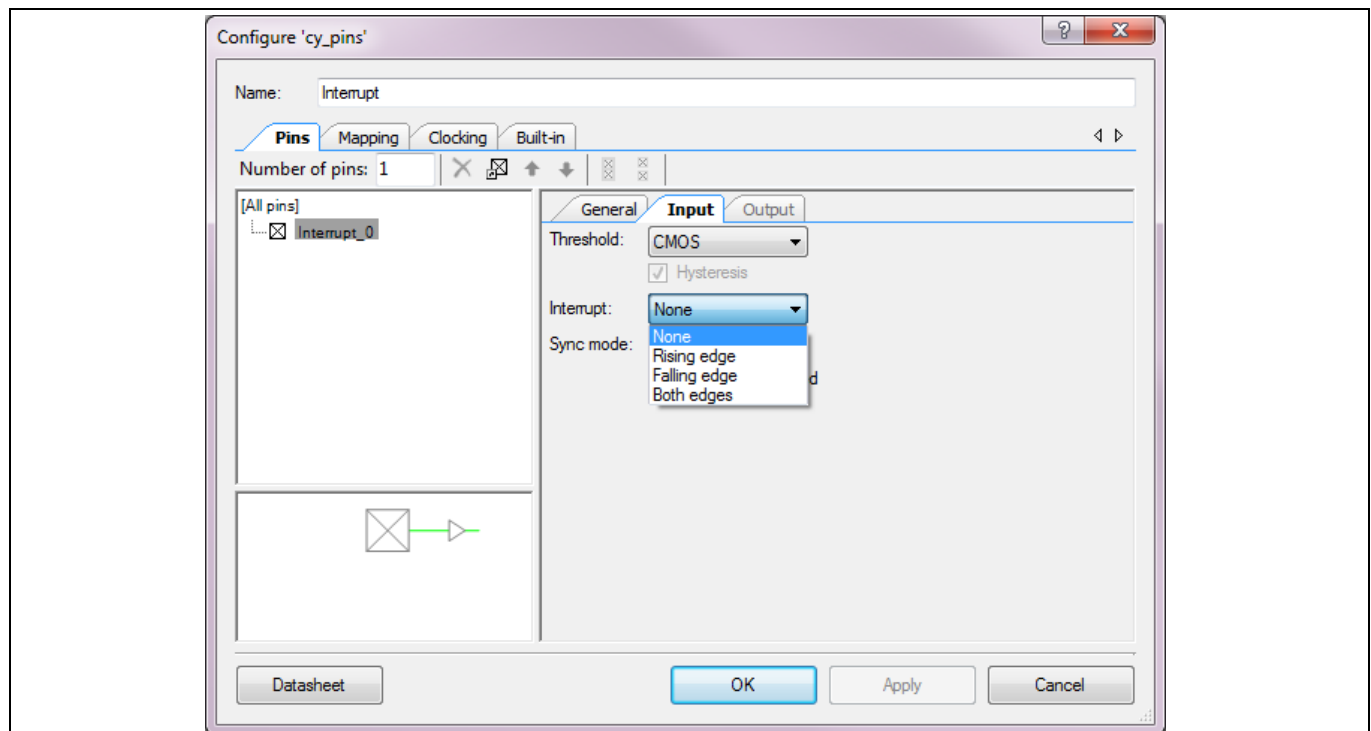 Configure 'cy_pins'
Name: Interrupt
Pins Mapping Clocking Built-in
Number of pins: 1
[All pins]
Interrupt_0
General Input Output
Threshold: CMOS
Hysteresis
Interrupt: None
None
Sync mode:
Rising edge
Falling edge
d
Both edges
Datasheet OK Apply Cancel